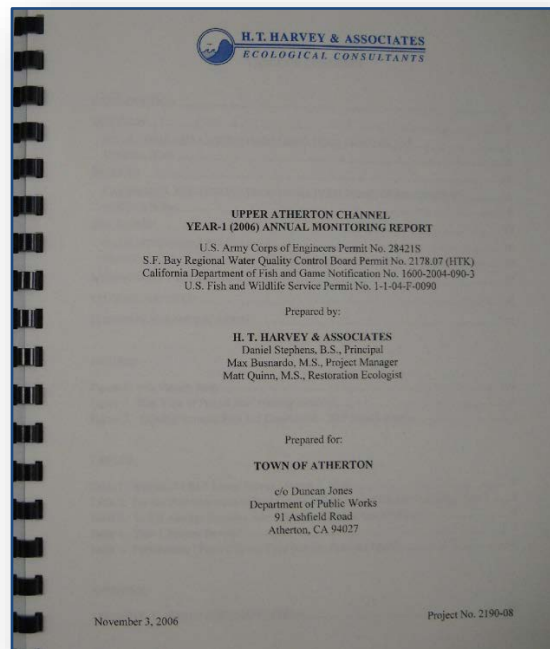 H. T. HARVEY & ASSOCIATES
ECOLOGICAL CONSULTANTS
UPPER ATHERTON CHANNEL
YEAR-1 (2006) ANNUAL MONITORING REPORT
U.S. Army Corps of Engineers Permit No. 28421S
S.F. Bay Regional Water Quality Control Board Permit No. 2178.07 (HTK)
California Department of Fish and Game Notification No. 1600-2004-090-3
U.S. Fish and Wildlife Service Permit No. 1-1-04-F-0090
Prepared by:
H. T. HARVEY & ASSOCIATES
Daniel Stephens, B.S., Principal
Max Busnardo, M.S., Project Manager
Matt Quinn, M.S., Restoration Ecologist
Prepared for:
TOWN OF ATHERTON
c/o Duncan Jones
Department of Public Works
91 Ashfield Road
Atherton, CA 94027
November 3, 2006
Project No. 2190-08